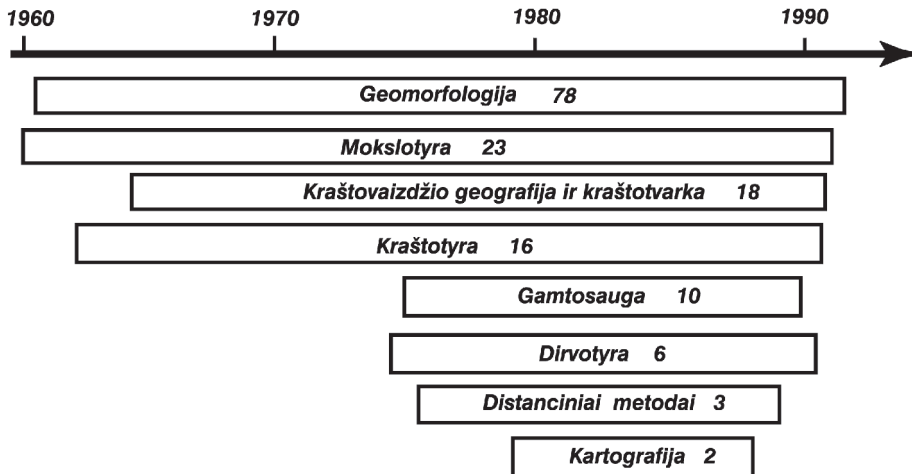 1960 1970 1980 1990
Geomorfologija 78
Mokslotyra 23
Kraštovaizdžio geografija ir kraštotvarka 18
Kraštotyra 16
Gamtosauga 10
Dirvotyra 6
Distanciniai metodai 3
Kartografija 2